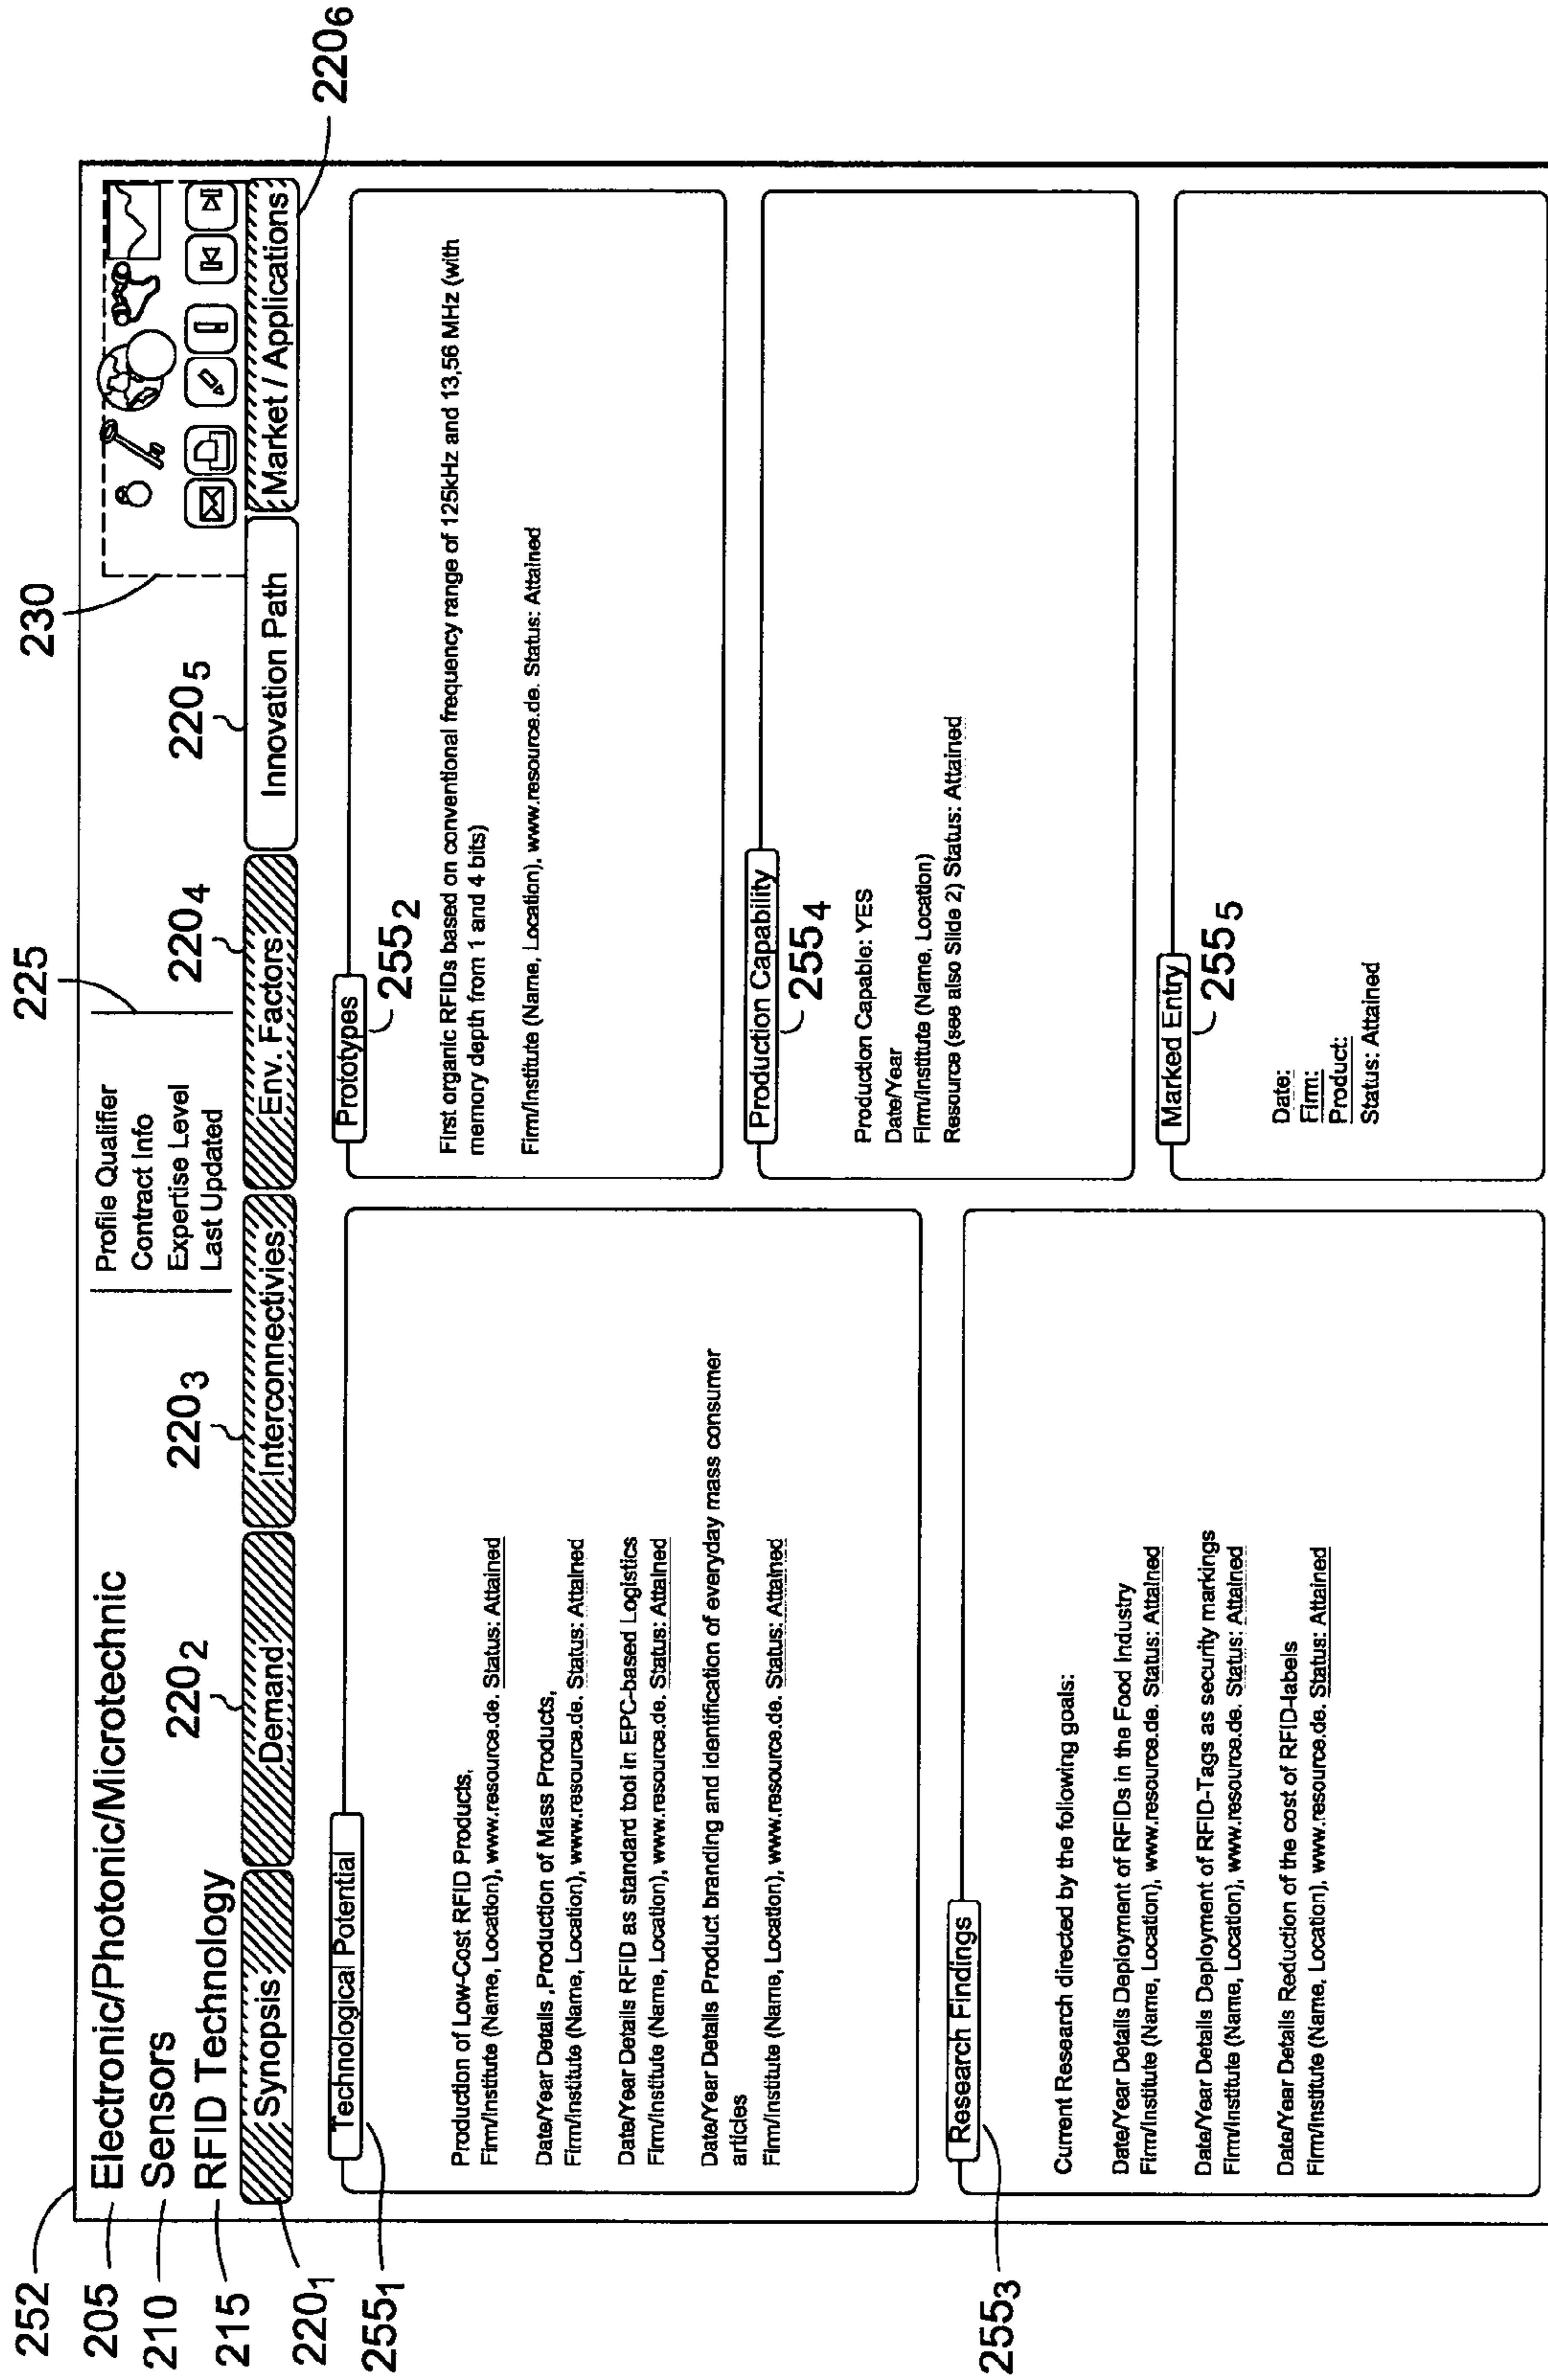 252
205
Electronic/Photonic/Microtechnic
210
Sensors
215
RFID Technology
225
Profile Qualifier
Contract Info
Expertise Level
Last Updated
230
220₁
Synopsis
220₂
Demand
220₃
Interconnectivies
220₄
Env. Factors
220₅
Innovation Path
220₆
Market / Applications
255₁
Technological Potential
Production of Low-Cost RFID Products,
Firm/Institute (Name, Location), www.resource.de. Status: Attained
Date/Year Details ,Production of Mass Products,
Firm/Institute (Name, Location), www.resource.de. Status: Attained
Date/Year Details RFID as standard tool in EPC-based Logistics
Firm/Institute (Name, Location), www.resource.de. Status: Attained
Date/Year Details Product branding and identification of everyday mass consumer
articles
Firm/Institute (Name, Location), www.resource.de. Status: Attained
255₃
Research Findings
Current Research directed by the following goals:
Date/Year Details Deployment of RFIDs in the Food Industry
Firm/Institute (Name, Location), www.resource.de. Status: Attained
Date/Year Details Deployment of RFID-Tags as security markings
Firm/Institute (Name, Location), www.resource.de. Status: Attained
Date/Year Details Reduction of the cost of RFID-labels
Firm/Institute (Name, Location), www.resource.de. Status: Attained
Prototypes
255₂
First organic RFIDs based on conventional frequency range of 125kHz and 13,56 MHz (with
memory depth from 1 and 4 bits)
Firm/Institute (Name, Location), www.resource.de. Status: Attained
Production Capability
255₄
Production Capable: YES
Date/Year
Firm/Institute (Name, Location)
Resource (see also Slide 2) Status: Attained
Marked Entry
255₅
Date:
Firm:
Product:
Status: Attained